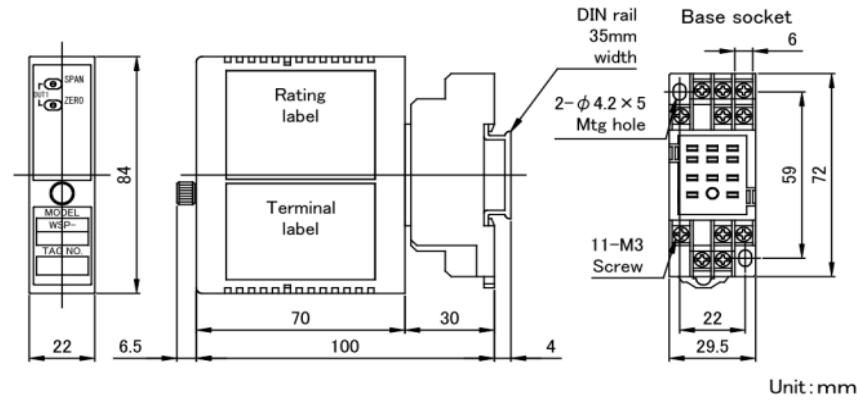 DIN rail
35mm
width
Base socket
6
SPAN
OUT1
ZERO
Rating
label
2-φ4.2×5
Mtg hole
84
59
72
MODEL
WSP-
TAG NO.
Terminal
label
11-M3
Screw
70
30
22
22
6.5
100
4
29.5
Unit:mm